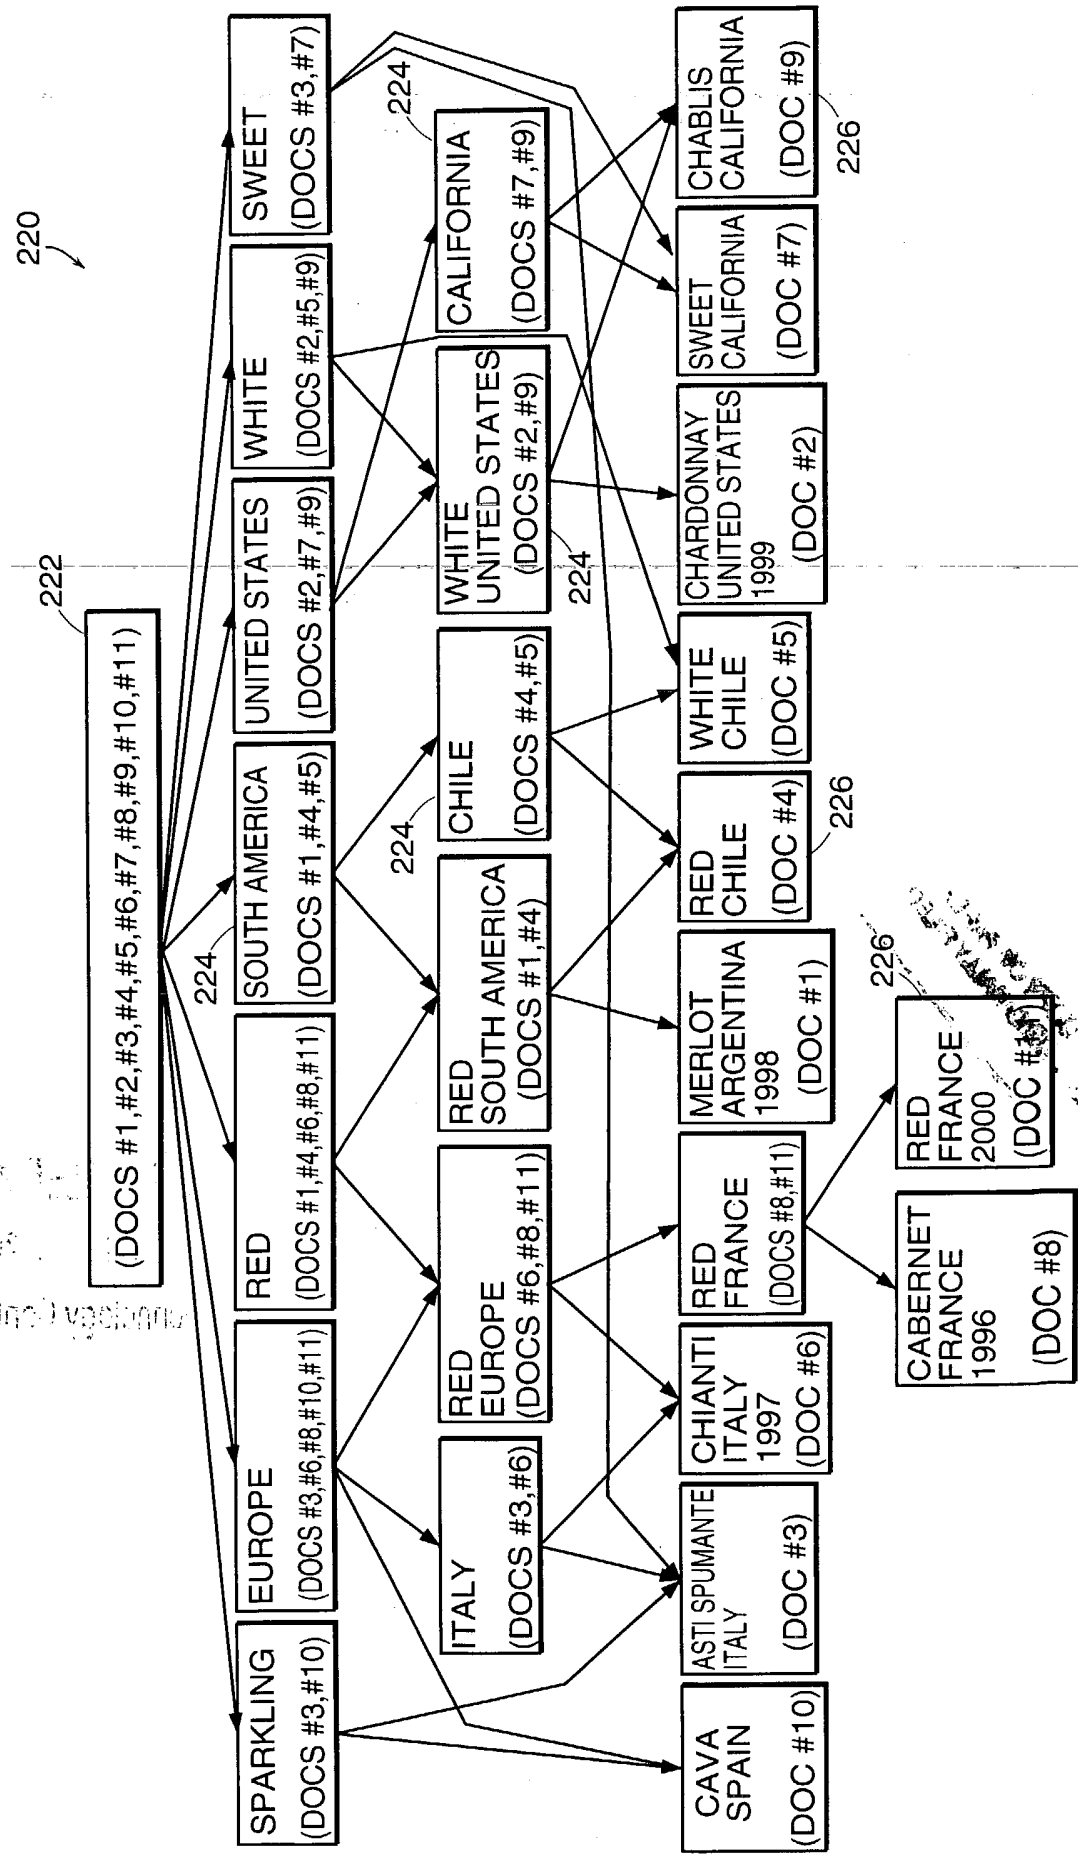 220
222
(DOCS #1,#2,#3,#4,#5,#6,#7,#8,#9,#10,#11)
SPARKLING
(DOCS #3,#10)
EUROPE
(DOCS #3,#6,#8,#10,#11)
RED
(DOCS #1,#4,#6,#8,#11)
224
SOUTH AMERICA
(DOCS #1,#4,#5)
UNITED STATES
(DOCS #2,#7,#9)
WHITE
(DOCS #2,#5,#9)
SWEET
(DOCS #3,#7)
ITALY
(DOCS #3,#6)
RED
EUROPE
(DOCS #6,#8,#11)
RED
SOUTH AMERICA
(DOCS #1,#4)
224
CHILE
(DOCS #4,#5)
WHITE
UNITED STATES
(DOCS #2,#9)
224
224
CALIFORNIA
(DOCS #7,#9)
CAVA
SPAIN
(DOC #10)
ASTI SPUMANTE
ITALY
(DOC #3)
CHIANTI
ITALY
1997
(DOC #6)
RED
FRANCE
(DOCS #8,#11)
MERLOT
ARGENTINA
1998
(DOC #1)
RED
CHILE
(DOC #4)
226
WHITE
CHILE
(DOC #5)
CHARDONNAY
UNITED STATES
1999
(DOC #2)
SWEET
CALIFORNIA
(DOC #7)
CHABLIS
CALIFORNIA
(DOC #9)
226
CABERNET
FRANCE
1996
(DOC #8)
226
RED
FRANCE
2000
(DOC #11)